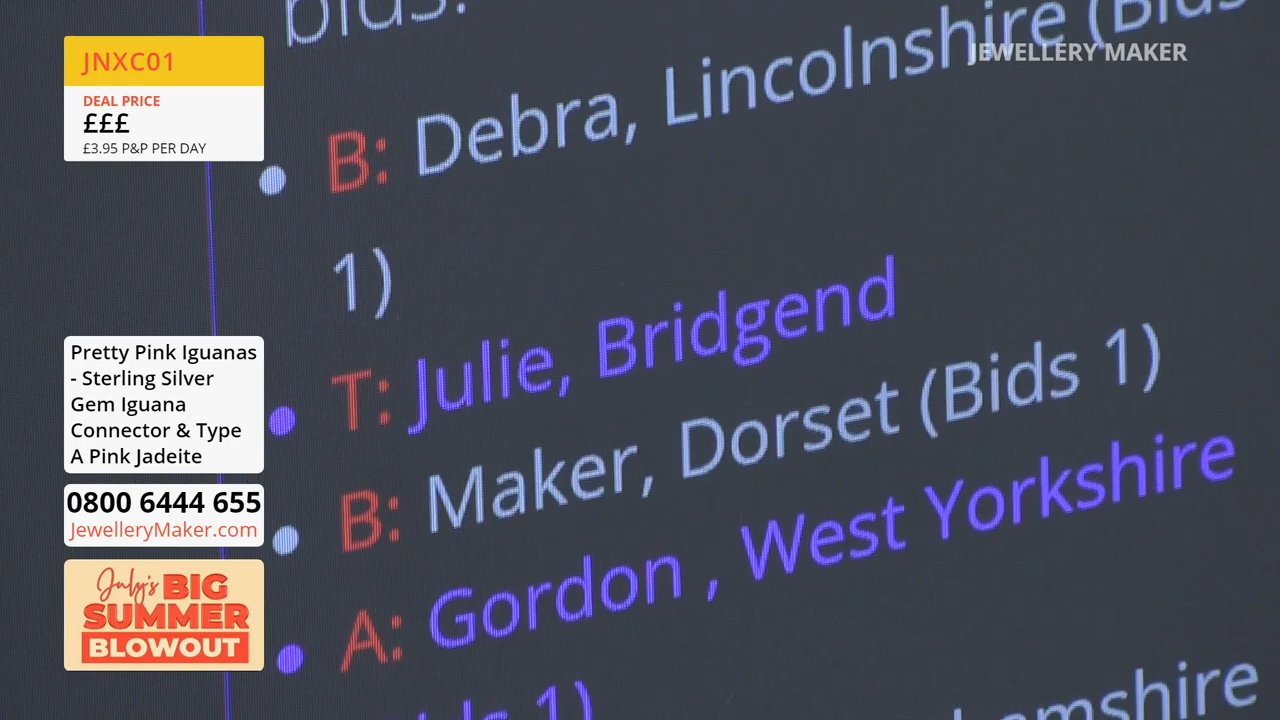 JNXC01
DEAL PRICE
£££
£3.95 P&P PER DAY
Pretty Pink Iguanas
- Sterling Silver
Gem Iguana
Connector & Type
A Pink Jadeite
0800 6444 655
JewelleryMaker.com
July's BIG
SUMMER
BLOWOUT
JEWELLERY MAKER
bids.
B: Debra, Lincolnshire (Bids
1)
T: Julie, Bridgend
B: Maker, Dorset (Bids 1)
A: Gordon , West Yorkshire
1)